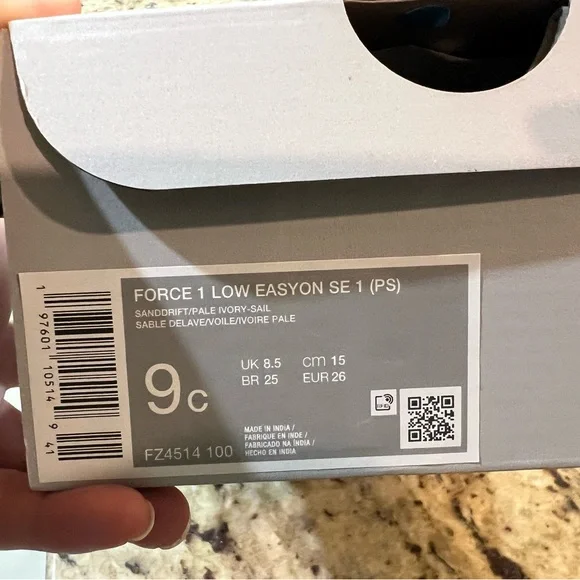 FORCE 1 LOW EASYON SE 1 (PS)
SANDDRIFT/PALE IVORY-SAIL
SABLE DELAVE/VOILE/IVOIRE PALE
9C
UK 8.5 cm 15
BR 25 EUR 26
MADE IN INDIA /
FABRIQUE EN INDE /
FABRICADO NA ÍNDIA /
HECHO EN INDIA
FZ4514 100
1 97601 10514 9 41